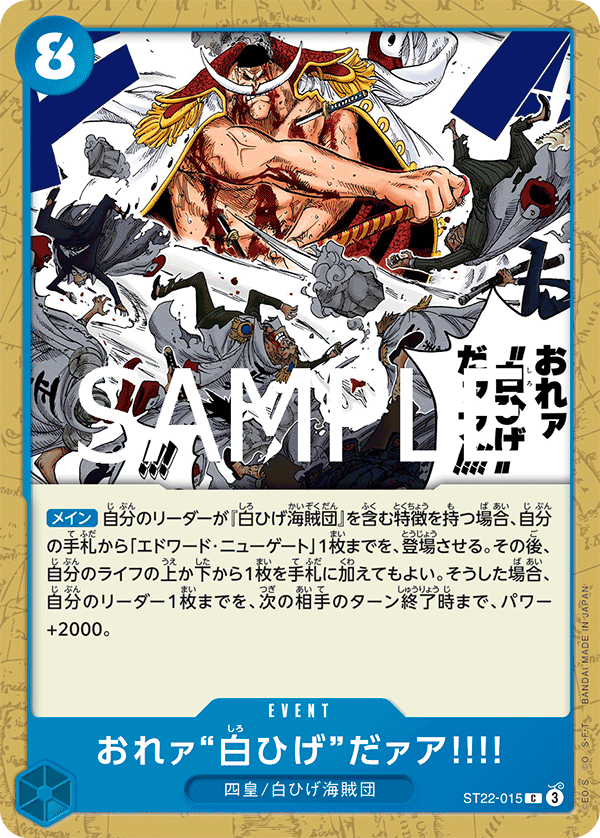 8
おれァ
"白ひげ"
だァア!!!!
SAMPLE
メイン 自分のリーダーが『白ひげ海賊団』を含む特徴を持つ場合、自分
の手札から「エドワード・ニューゲート」1枚までを、登場させる。その後、
自分のライフの上か下から1枚を手札に加えてもよい。そうした場合、
自分のリーダー1枚までを、次の相手のターン終了時まで、パワー
+2000。
EVENT
おれァ“白ひげ”だァア!!!!
四皇/白ひげ海賊団
ST22-015 C 3
BANDAI MADE IN JAPAN